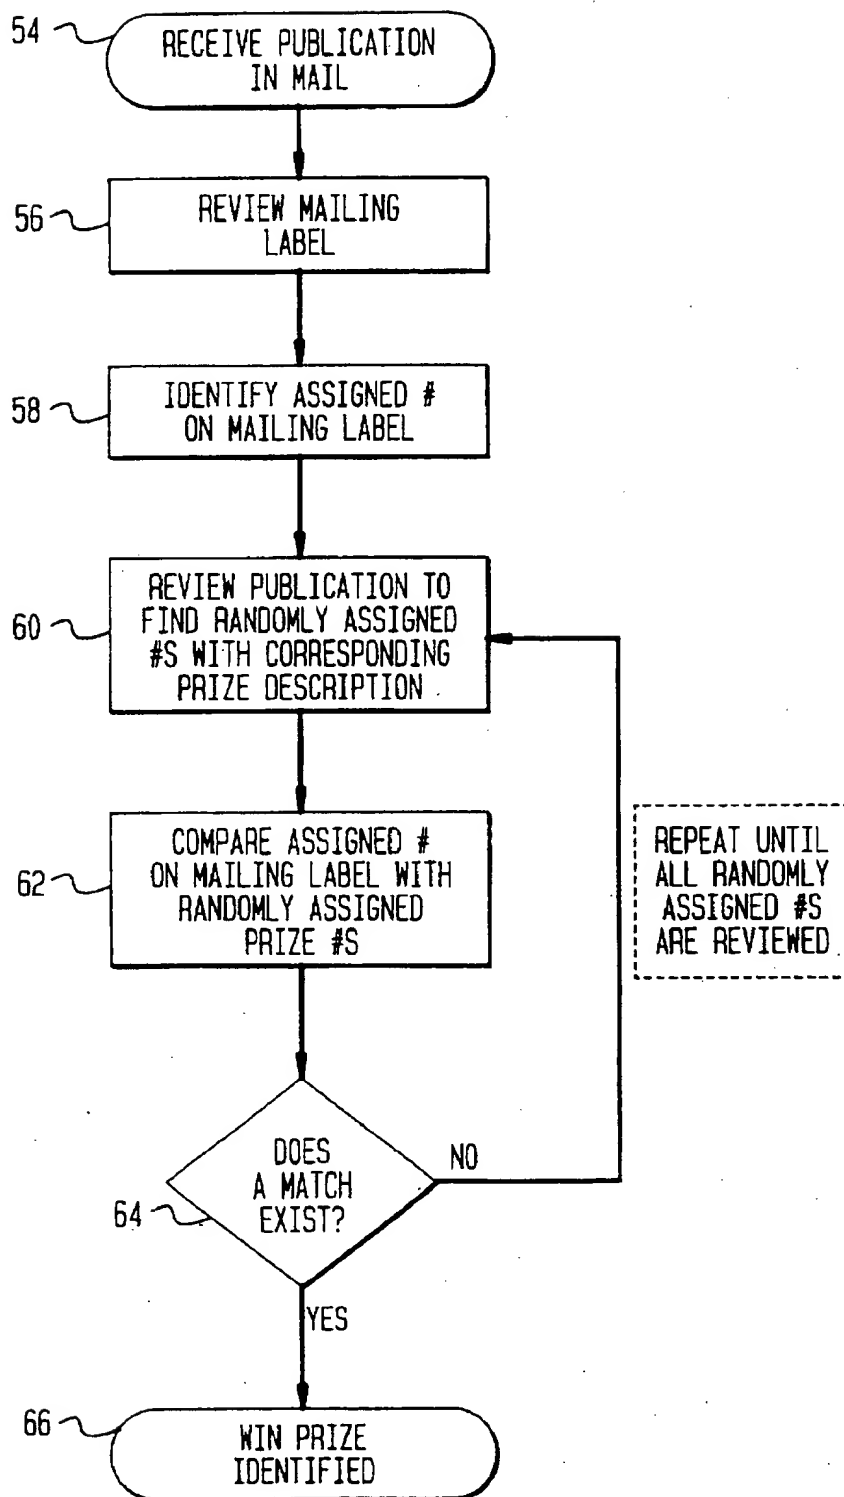 54
RECEIVE PUBLICATION
IN MAIL
56
REVIEW MAILING
LABEL
58
IDENTIFY ASSIGNED #
ON MAILING LABEL
60
REVIEW PUBLICATION TO
FIND RANDOMLY ASSIGNED
#S WITH CORRESPONDING
PRIZE DESCRIPTION
62
COMPARE ASSIGNED #
ON MAILING LABEL WITH
RANDOMLY ASSIGNED
PRIZE #S
REPEAT UNTIL
ALL RANDOMLY
ASSIGNED #S
ARE REVIEWED
64
DOES
A MATCH
EXIST?
NO
YES
66
WIN PRIZE
IDENTIFIED